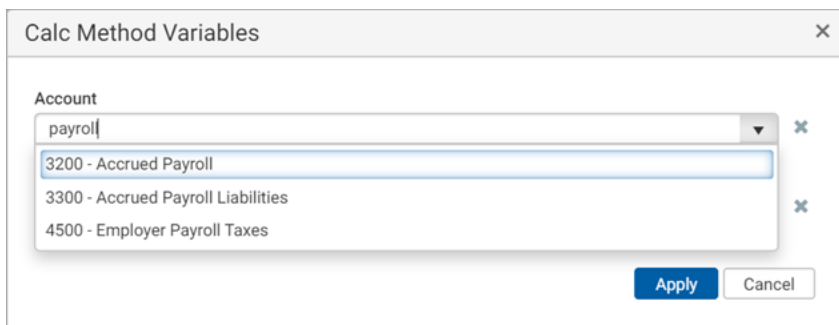 Calc Method Variables
Account
payroll
3200 - Accrued Payroll
3300 - Accrued Payroll Liabilities
4500 - Employer Payroll Taxes
Apply Cancel